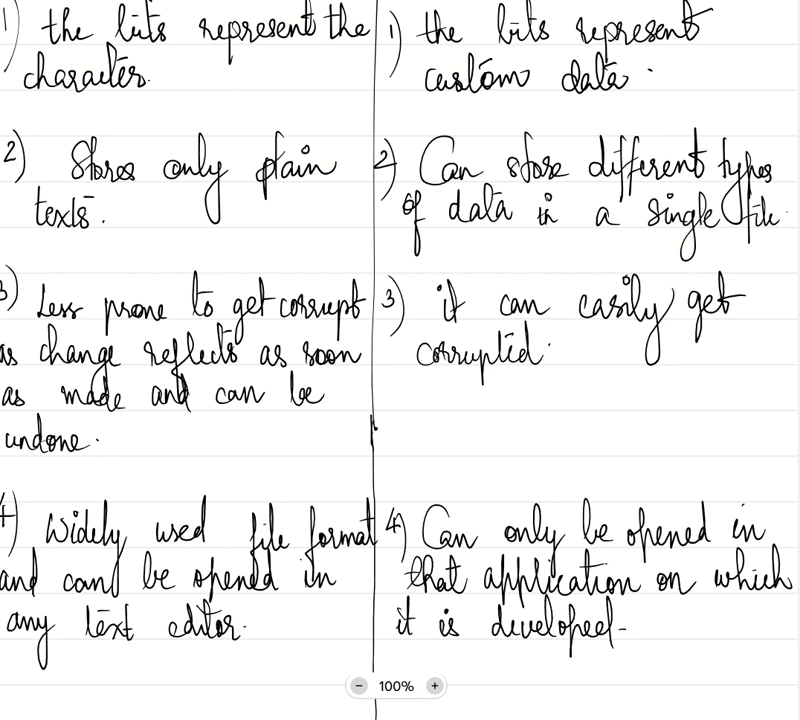 1) the bits represent the
character.
2) Stores only plain
texts.
3) Less prone to get corrupt
as change reflects as soon
as made and can be
undone.
4) Widely used file format
and can be opened in
any text editor.
1) the bits represent
custom data.
2) Can store different types
of data in a single file.
3) it can easily get
corrupted.
4) Can only be opened in
that application on which
it is developed-
100%